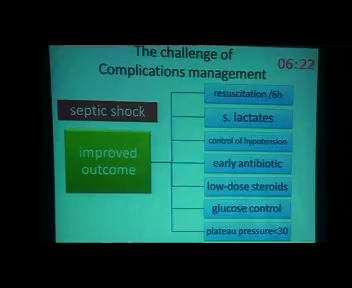 The challenge of
Complications management
06:22
septic shock
improved
outcome
resuscitation /6h
s. lactates
control of hypotension
early antibiotic
low-dose steroids
glucose control
plateau pressure<30